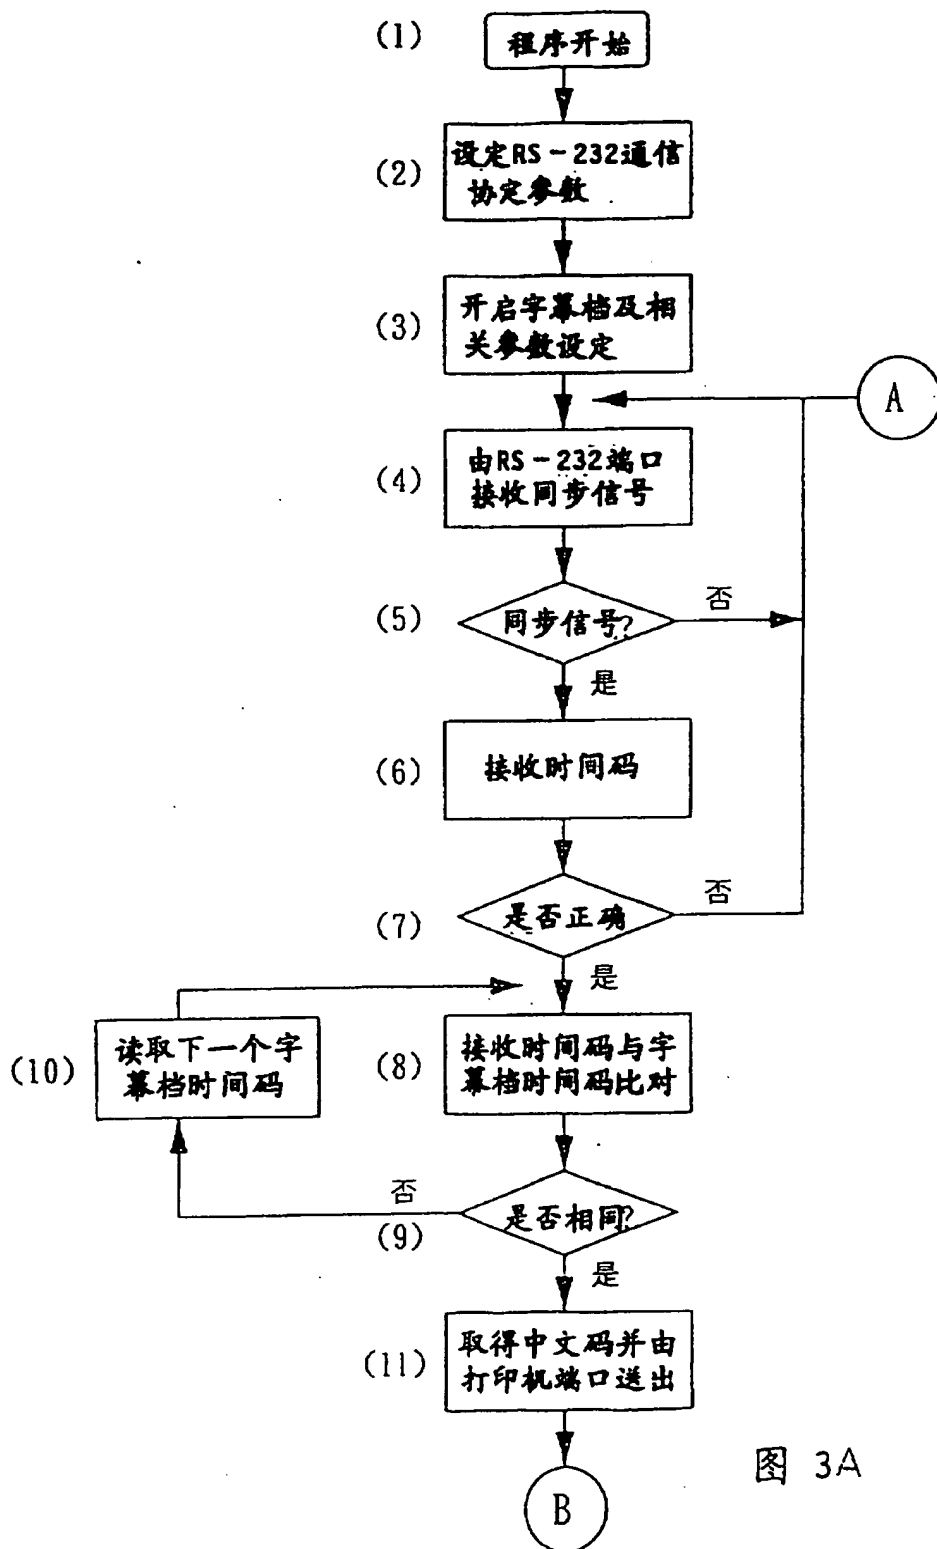 (1)
程序开始
(2)
设定RS-232通信
协定参数
(3)
开启字幕档及相
关参数设定
A
(4)
由RS-232端口
接收同步信号
(5)
同步信号?
否
是
(6)
接收时间码
(7)
是否正确
否
是
(10)
读取下一个字
幕档时间码
(8)
接收时间码与字
幕档时间码比对
否
(9)
是否相同?
是
(11)
取得中文码并由
打印机端口送出
B
图 3A